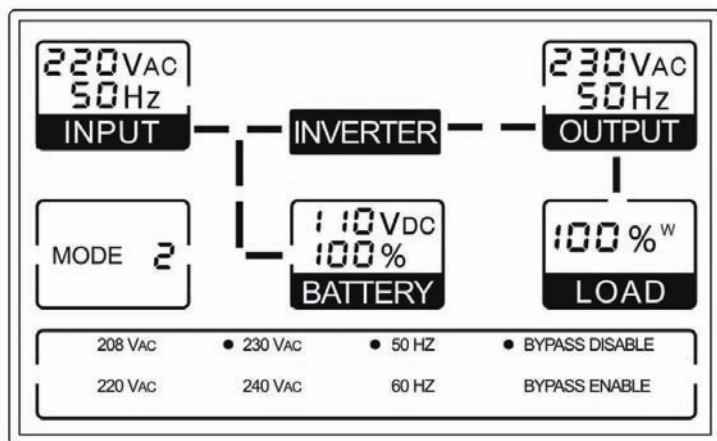 220VAC
50HZ
INPUT
INVERTER
230VAC
50HZ
OUTPUT
MODE 2
110VDC
100%
BATTERY
100%W
LOAD
208 VAC ● 230 VAC ● 50 HZ ● BYPASS DISABLE
220 VAC 240 VAC 60 HZ BYPASS ENABLE